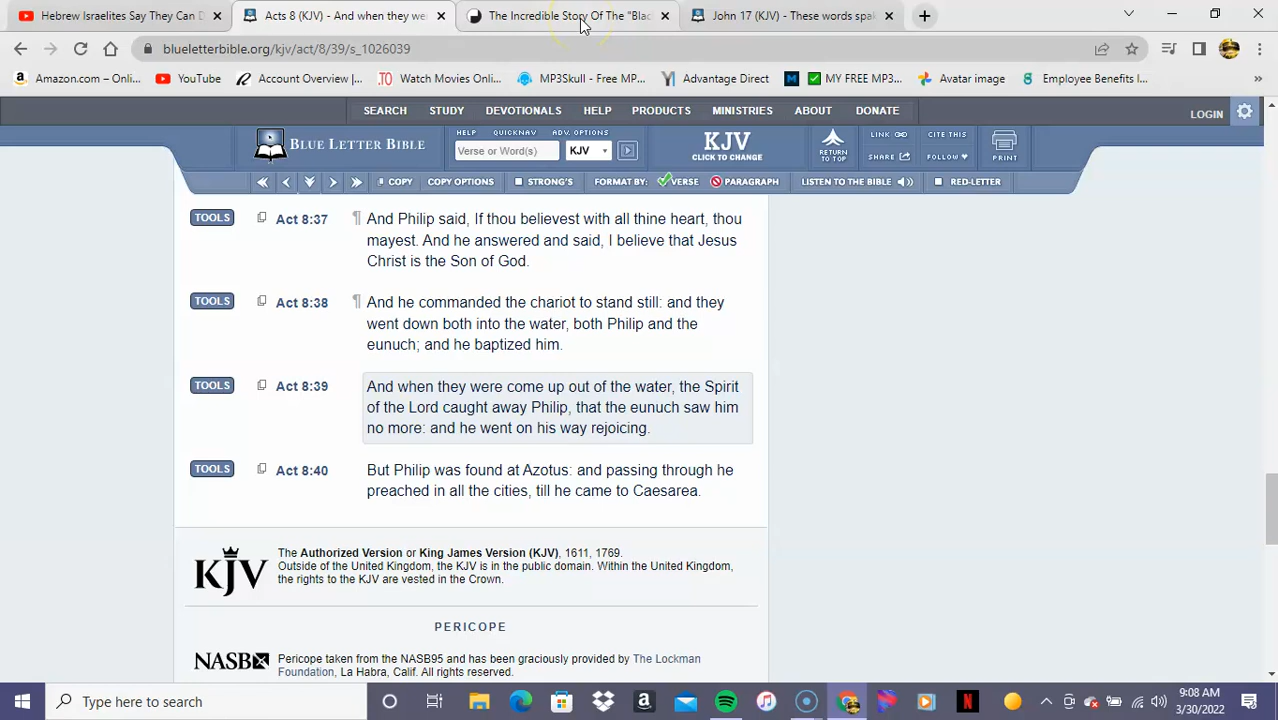 Hebrew Israelites Say They Can D
Acts 8 (KJV) - And when they we
The Incredible Story Of The "Blac
John 17 (KJV) - These words spak
blueletterbible.org/kjv/act/8/39/s_1026039
Amazon.com – Onli... YouTube Account Overview |... TO Watch Movies Onli... MP3Skull - Free MP... Advantage Direct M MY FREE MP3... Avatar image Employee Benefits I... »
SEARCH STUDY DEVOTIONALS HELP PRODUCTS MINISTRIES ABOUT DONATE LOGIN
BLUE LETTER BIBLE
HELP QUICKNAV ADV. OPTIONS
Verse or Word(s) KJV
KJV
CLICK TO CHANGE
RETURN
TO TOP
LINK CITE THIS
SHARE FOLLOW PRINT
COPY COPY OPTIONS STRONG'S FORMAT BY: VERSE PARAGRAPH LISTEN TO THE BIBLE RED-LETTER
TOOLS Act 8:37 ¶ And Philip said, If thou believest with all thine heart, thou
mayest. And he answered and said, I believe that Jesus
Christ is the Son of God.
TOOLS Act 8:38 ¶ And he commanded the chariot to stand still: and they
went down both into the water, both Philip and the
eunuch; and he baptized him.
TOOLS Act 8:39 And when they were come up out of the water, the Spirit
of the Lord caught away Philip, that the eunuch saw him
no more: and he went on his way rejoicing.
TOOLS Act 8:40 But Philip was found at Azotus: and passing through he
preached in all the cities, till he came to Caesarea.
KJV
The Authorized Version or King James Version (KJV), 1611, 1769.
Outside of the United Kingdom, the KJV is in the public domain. Within the United Kingdom,
the rights to the KJV are vested in the Crown.
PERICOPE
NASB
Pericope taken from the NASB95 and has been graciously provided by The Lockman
Foundation, La Habra, Calif. All rights reserved.
Type here to search
9:08 AM
3/30/2022